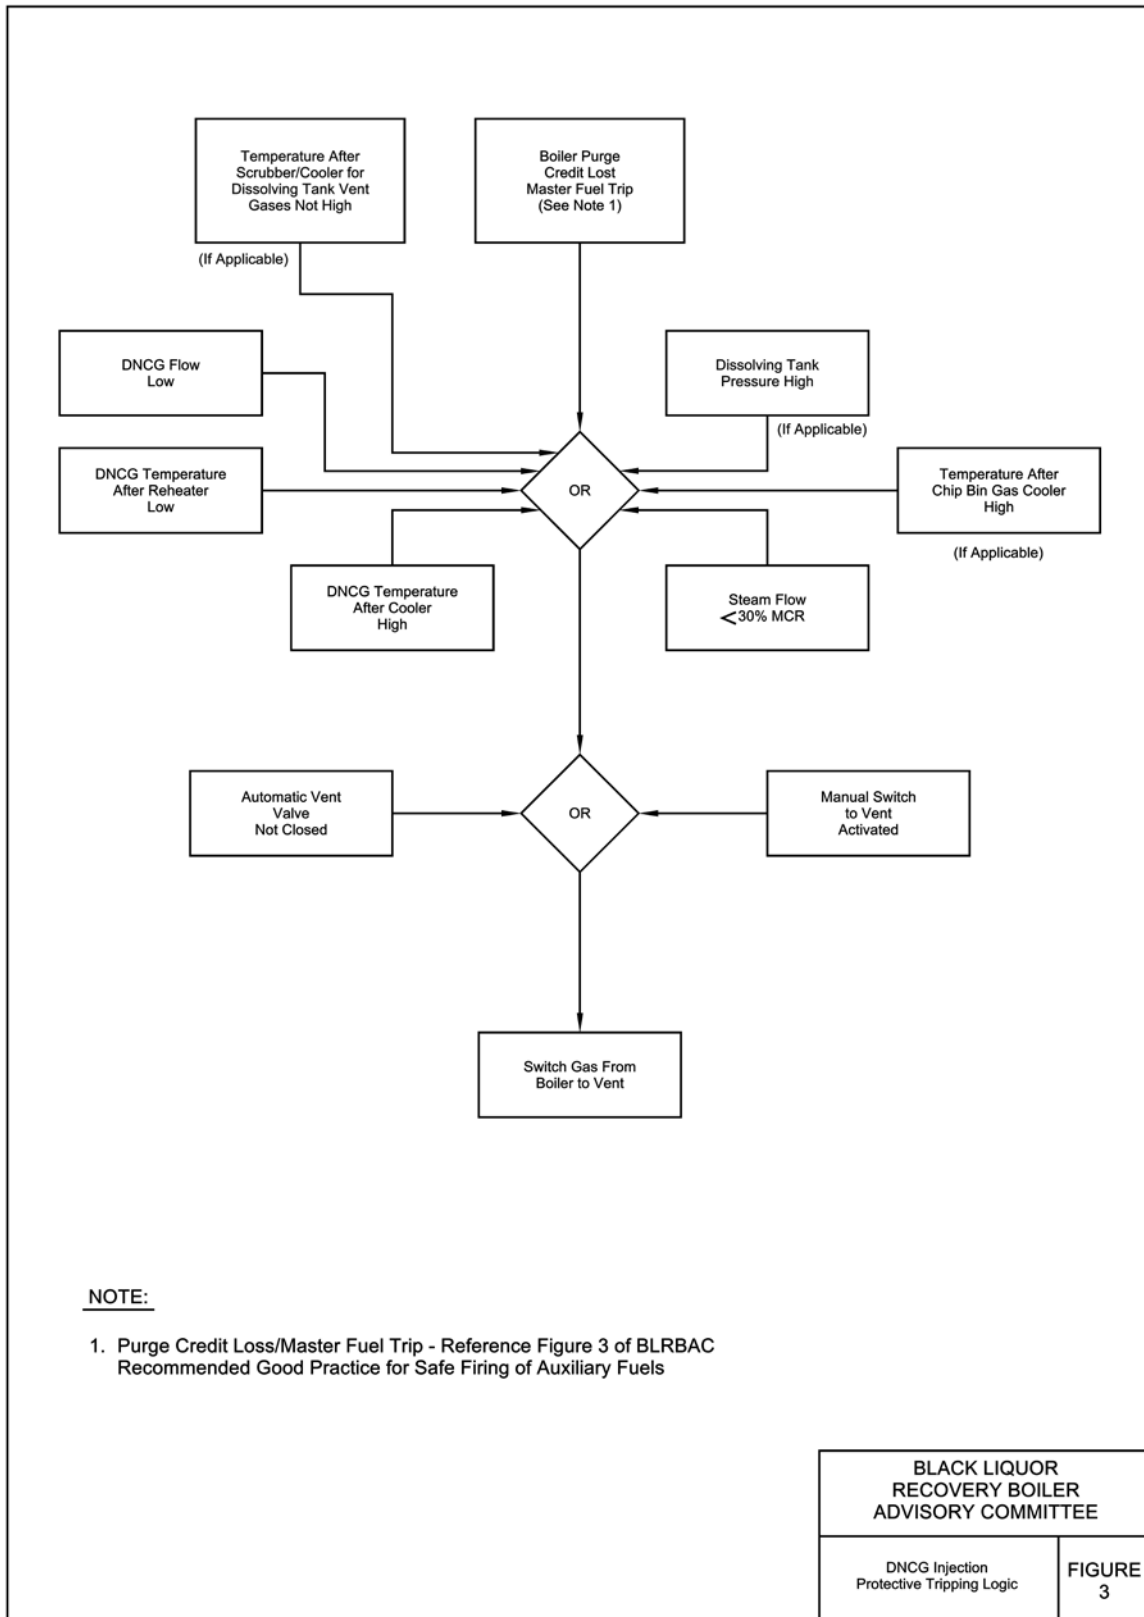 Temperature After
Scrubber/Cooler for
Dissolving Tank Vent
Gases Not High
(If Applicable)
Boiler Purge
Credit Lost
Master Fuel Trip
(See Note 1)
DNCG Flow
Low
Dissolving Tank
Pressure High
(If Applicable)
DNCG Temperature
After Reheater
Low
OR
Temperature After
Chip Bin Gas Cooler
High
(If Applicable)
DNCG Temperature
After Cooler
High
Steam Flow
<30% MCR
Automatic Vent
Valve
Not Closed
OR
Manual Switch
to Vent
Activated
Switch Gas From
Boiler to Vent
NOTE:
1. Purge Credit Loss/Master Fuel Trip - Reference Figure 3 of BLRBAC
Recommended Good Practice for Safe Firing of Auxiliary Fuels
BLACK LIQUOR
RECOVERY BOILER
ADVISORY COMMITTEE
DNCG Injection
Protective Tripping Logic
FIGURE
3